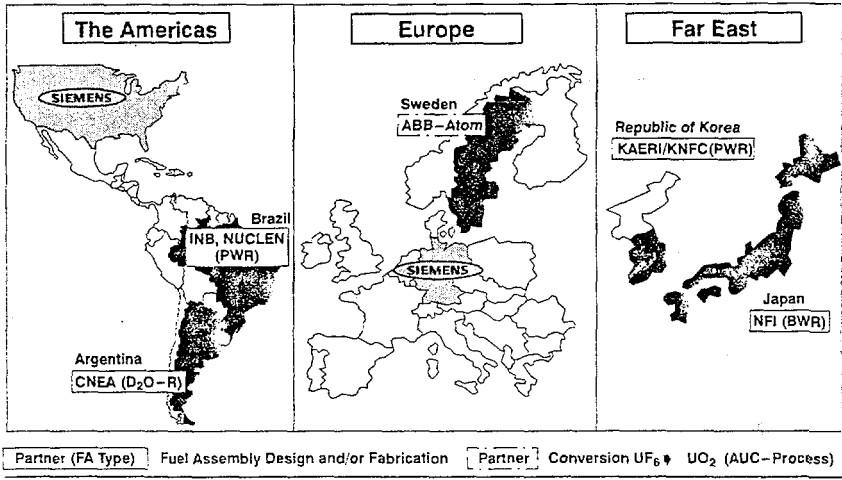 The Americas
Europe
Far East
SIEMENS
Brazil
INB, NUCLEN
(PWR)
Argentina
CNEA (D₂O–R)
Sweden
ABB–Atom
SIEMENS
Republic of Korea
KAERI/KNFC(PWR)
Japan
NFI (BWR)
Partner (FA Type) Fuel Assembly Design and/or Fabrication Partner Conversion UF₆ → UO₂ (AUC–Process)